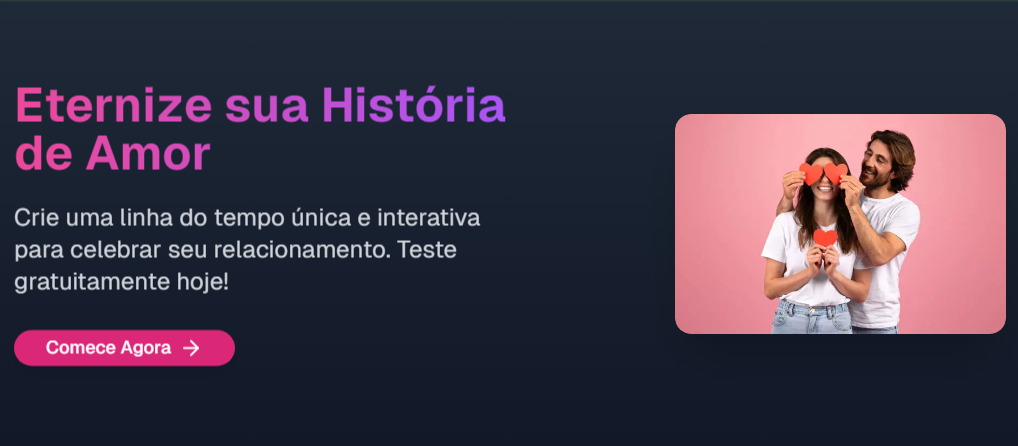 Eternize sua História
de Amor
Crie uma linha do tempo única e interativa
para celebrar seu relacionamento. Teste
gratuitamente hoje!
Comece Agora →